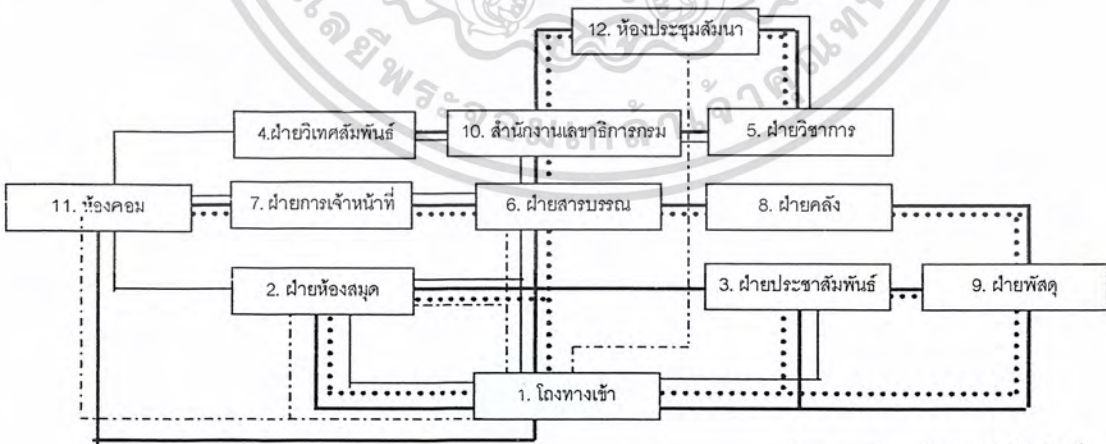 12. ห้องประชุมสัมนา
4.ฝ่ายวิเทศสัมพันธ์
10. สำนักงานเลขาธิการกรม
5. ฝ่ายวิชาการ
11. ห้องคอม
7. ฝ่ายการเจ้าหน้าที่
6. ฝ่ายสารบรรณ
8. ฝ่ายคลัง
2. ฝ่ายห้องสมุด
3. ฝ่ายประชาสัมพันธ์
9. ฝ่ายพัสดุ
1. โถงทางเข้า